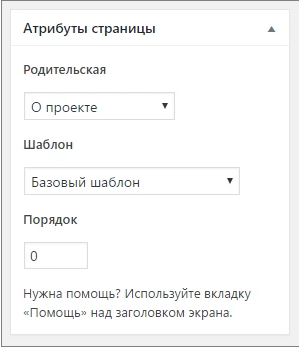 Атрибуты страницы
Родительская
О проекте
Шаблон
Базовый шаблон
Порядок
0
Нужна помощь? Используйте вкладку
«Помощь» над заголовком экрана.